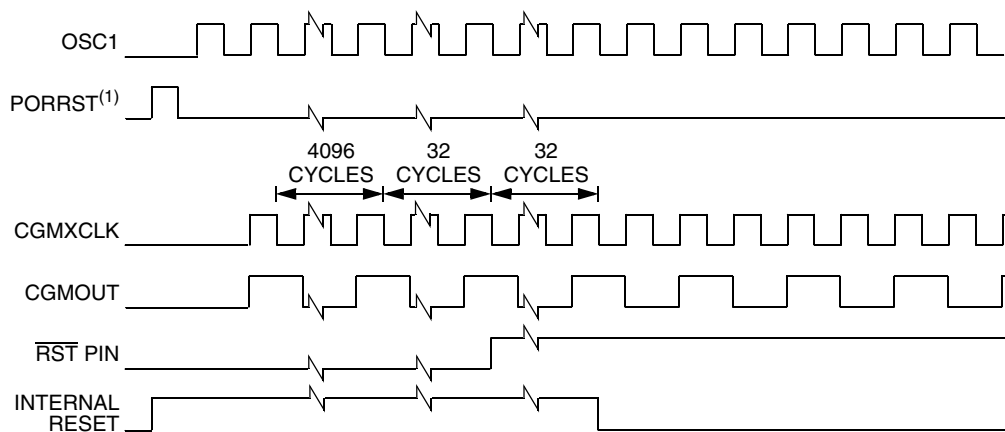 OSC1
PORRST(1)
4096
CYCLES
32
CYCLES
32
CYCLES
CGMXCLK
CGMOUT
RST PIN
INTERNAL
RESET